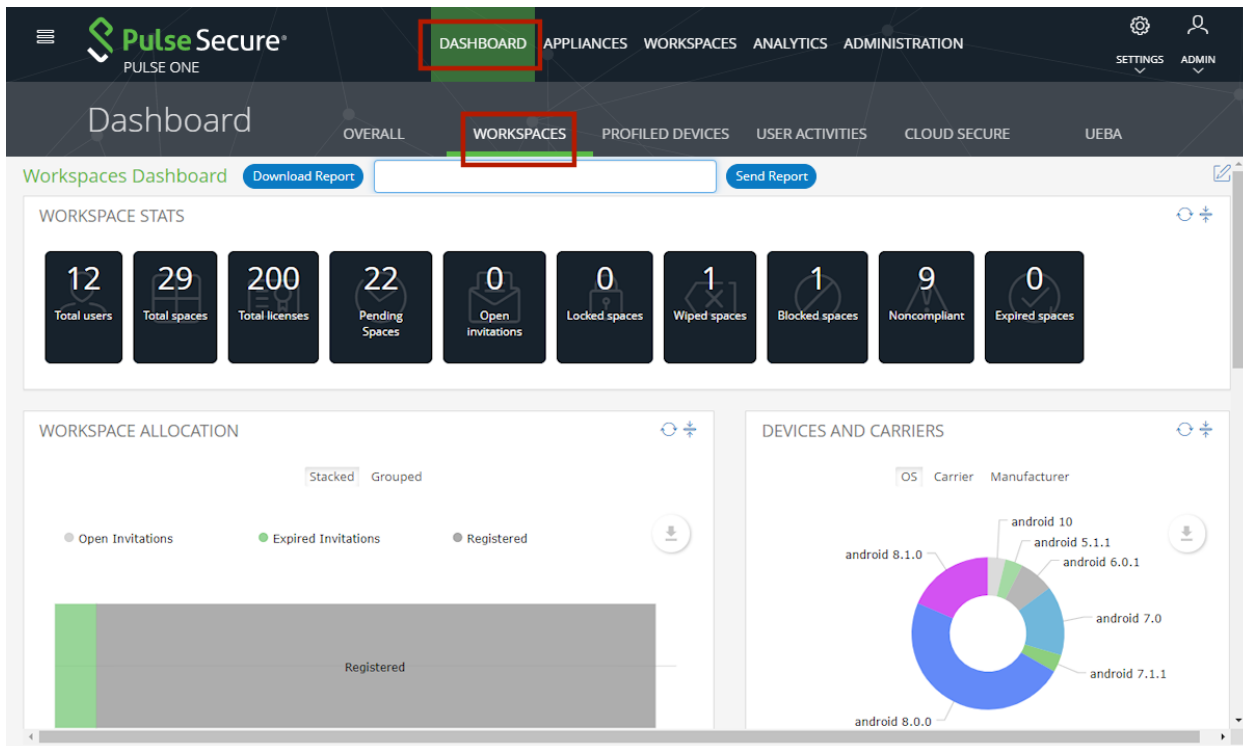 Pulse Secure®
PULSE ONE
DASHBOARD APPLIANCES WORKSPACES ANALYTICS ADMINISTRATION
SETTINGS ADMIN
Dashboard
OVERALL WORKSPACES PROFILED DEVICES USER ACTIVITIES CLOUD SECURE UEBA
Workspaces Dashboard Download Report Send Report
WORKSPACE STATS
12 Total users
29 Total spaces
200 Total licenses
22 Pending
Spaces
0 Open
invitations
0 Locked spaces
1 Wiped spaces
1 Blocked spaces
9 Noncompliant
0 Expired spaces
WORKSPACE ALLOCATION
Stacked Grouped
Open Invitations Expired Invitations Registered
Registered
DEVICES AND CARRIERS
OS Carrier Manufacturer
android 10
android 5.1.1
android 6.0.1
android 8.1.0
android 7.0
android 7.1.1
android 8.0.0